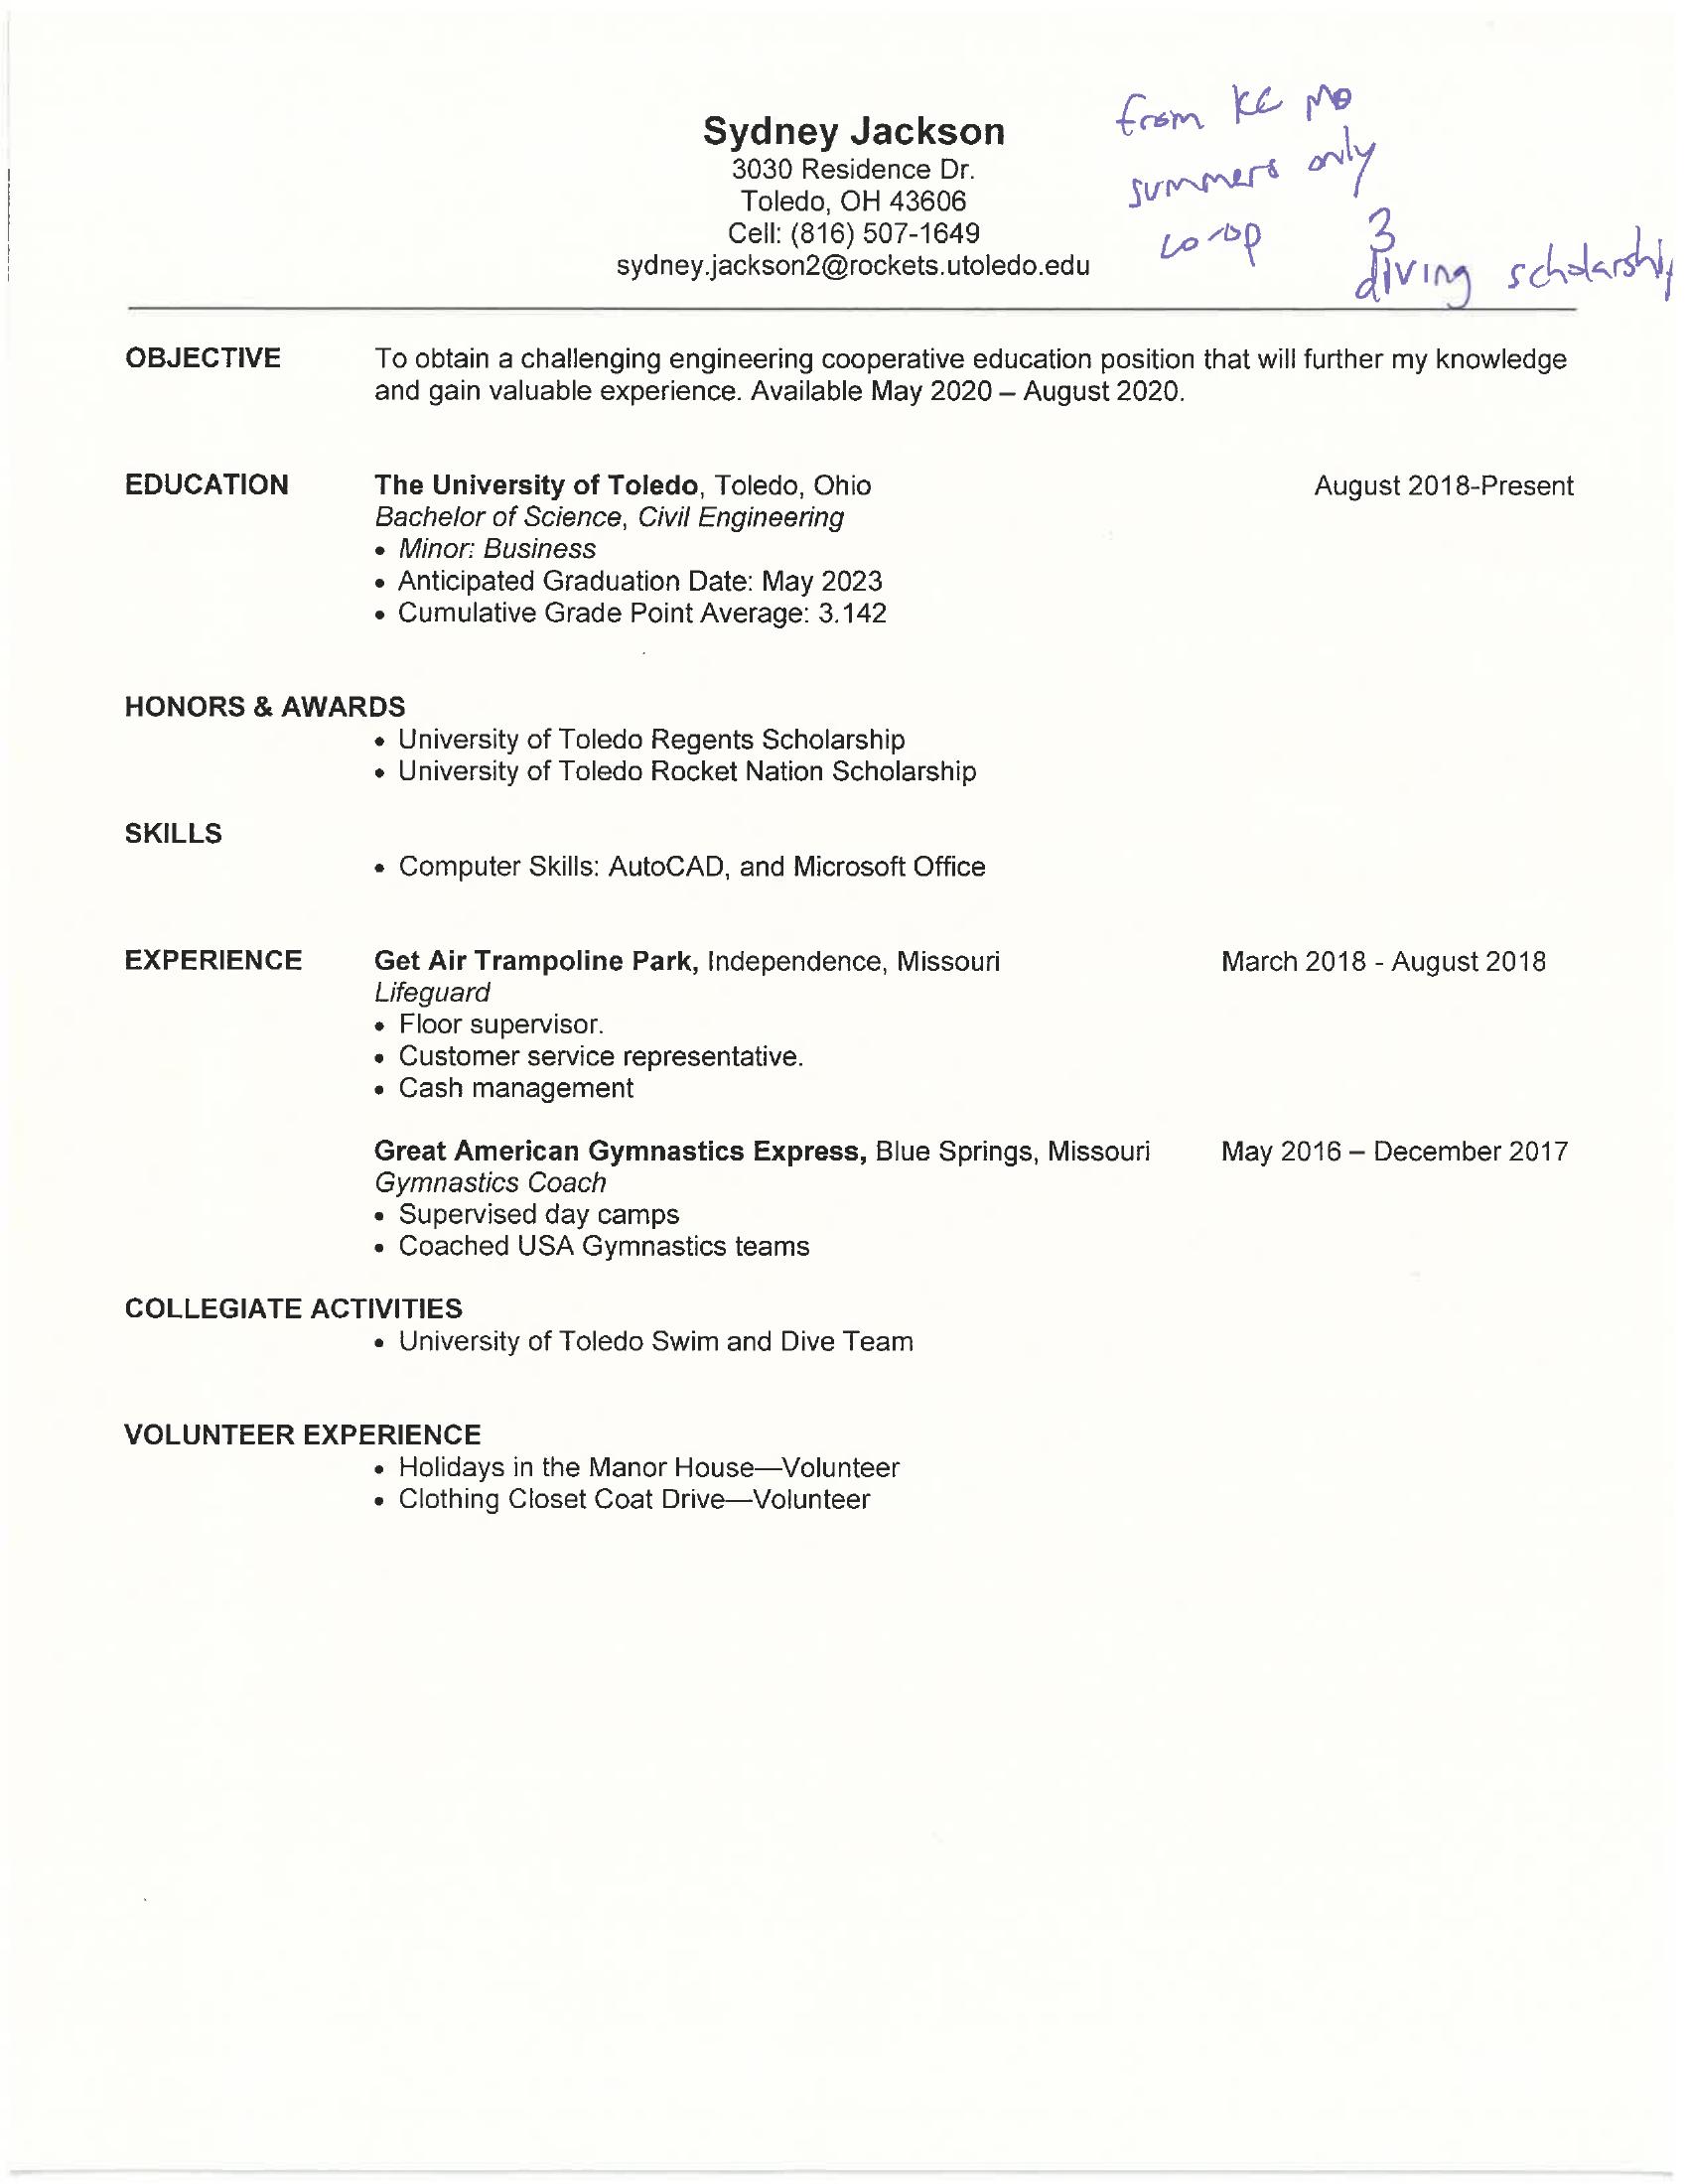 from KC MO
summers only
co-op
3
diving scholarship
Sydney Jackson
3030 Residence Dr.
Toledo, OH 43606
Cell: (816) 507-1649
sydney.jackson2@rockets.utoledo.edu
OBJECTIVE To obtain a challenging engineering cooperative education position that will further my knowledge
and gain valuable experience. Available May 2020 – August 2020.
EDUCATION The University of Toledo, Toledo, Ohio August 2018-Present
Bachelor of Science, Civil Engineering
• Minor: Business
• Anticipated Graduation Date: May 2023
• Cumulative Grade Point Average: 3.142
HONORS & AWARDS
• University of Toledo Regents Scholarship
• University of Toledo Rocket Nation Scholarship
SKILLS
• Computer Skills: AutoCAD, and Microsoft Office
EXPERIENCE Get Air Trampoline Park, Independence, Missouri March 2018 - August 2018
Lifeguard
• Floor supervisor.
• Customer service representative.
• Cash management
Great American Gymnastics Express, Blue Springs, Missouri May 2016 – December 2017
Gymnastics Coach
• Supervised day camps
• Coached USA Gymnastics teams
COLLEGIATE ACTIVITIES
• University of Toledo Swim and Dive Team
VOLUNTEER EXPERIENCE
• Holidays in the Manor House—Volunteer
• Clothing Closet Coat Drive—Volunteer